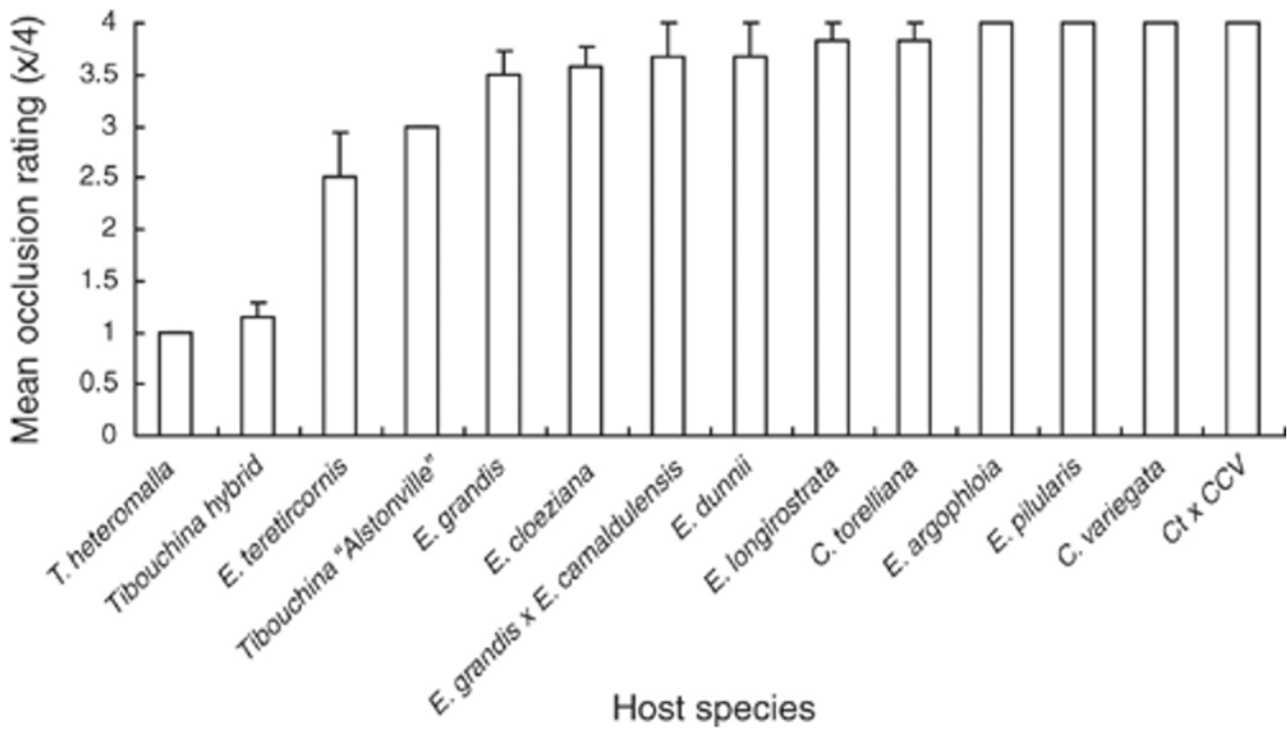 Mean occlusion rating (x/4)
4
3.5
3
2.5
2
1.5
1
0.5
0
T. heteromalla
Tibouchina hybrid
E. teretircornis
Tibouchina “Alstonville”
E. grandis
E. cloeziana
E. grandis x E. camaldulensis
E. dunnii
E. longirostrata
C. torelliana
E. argophloia
E. pilularis
C. variegata
Ct x CCV
Host species